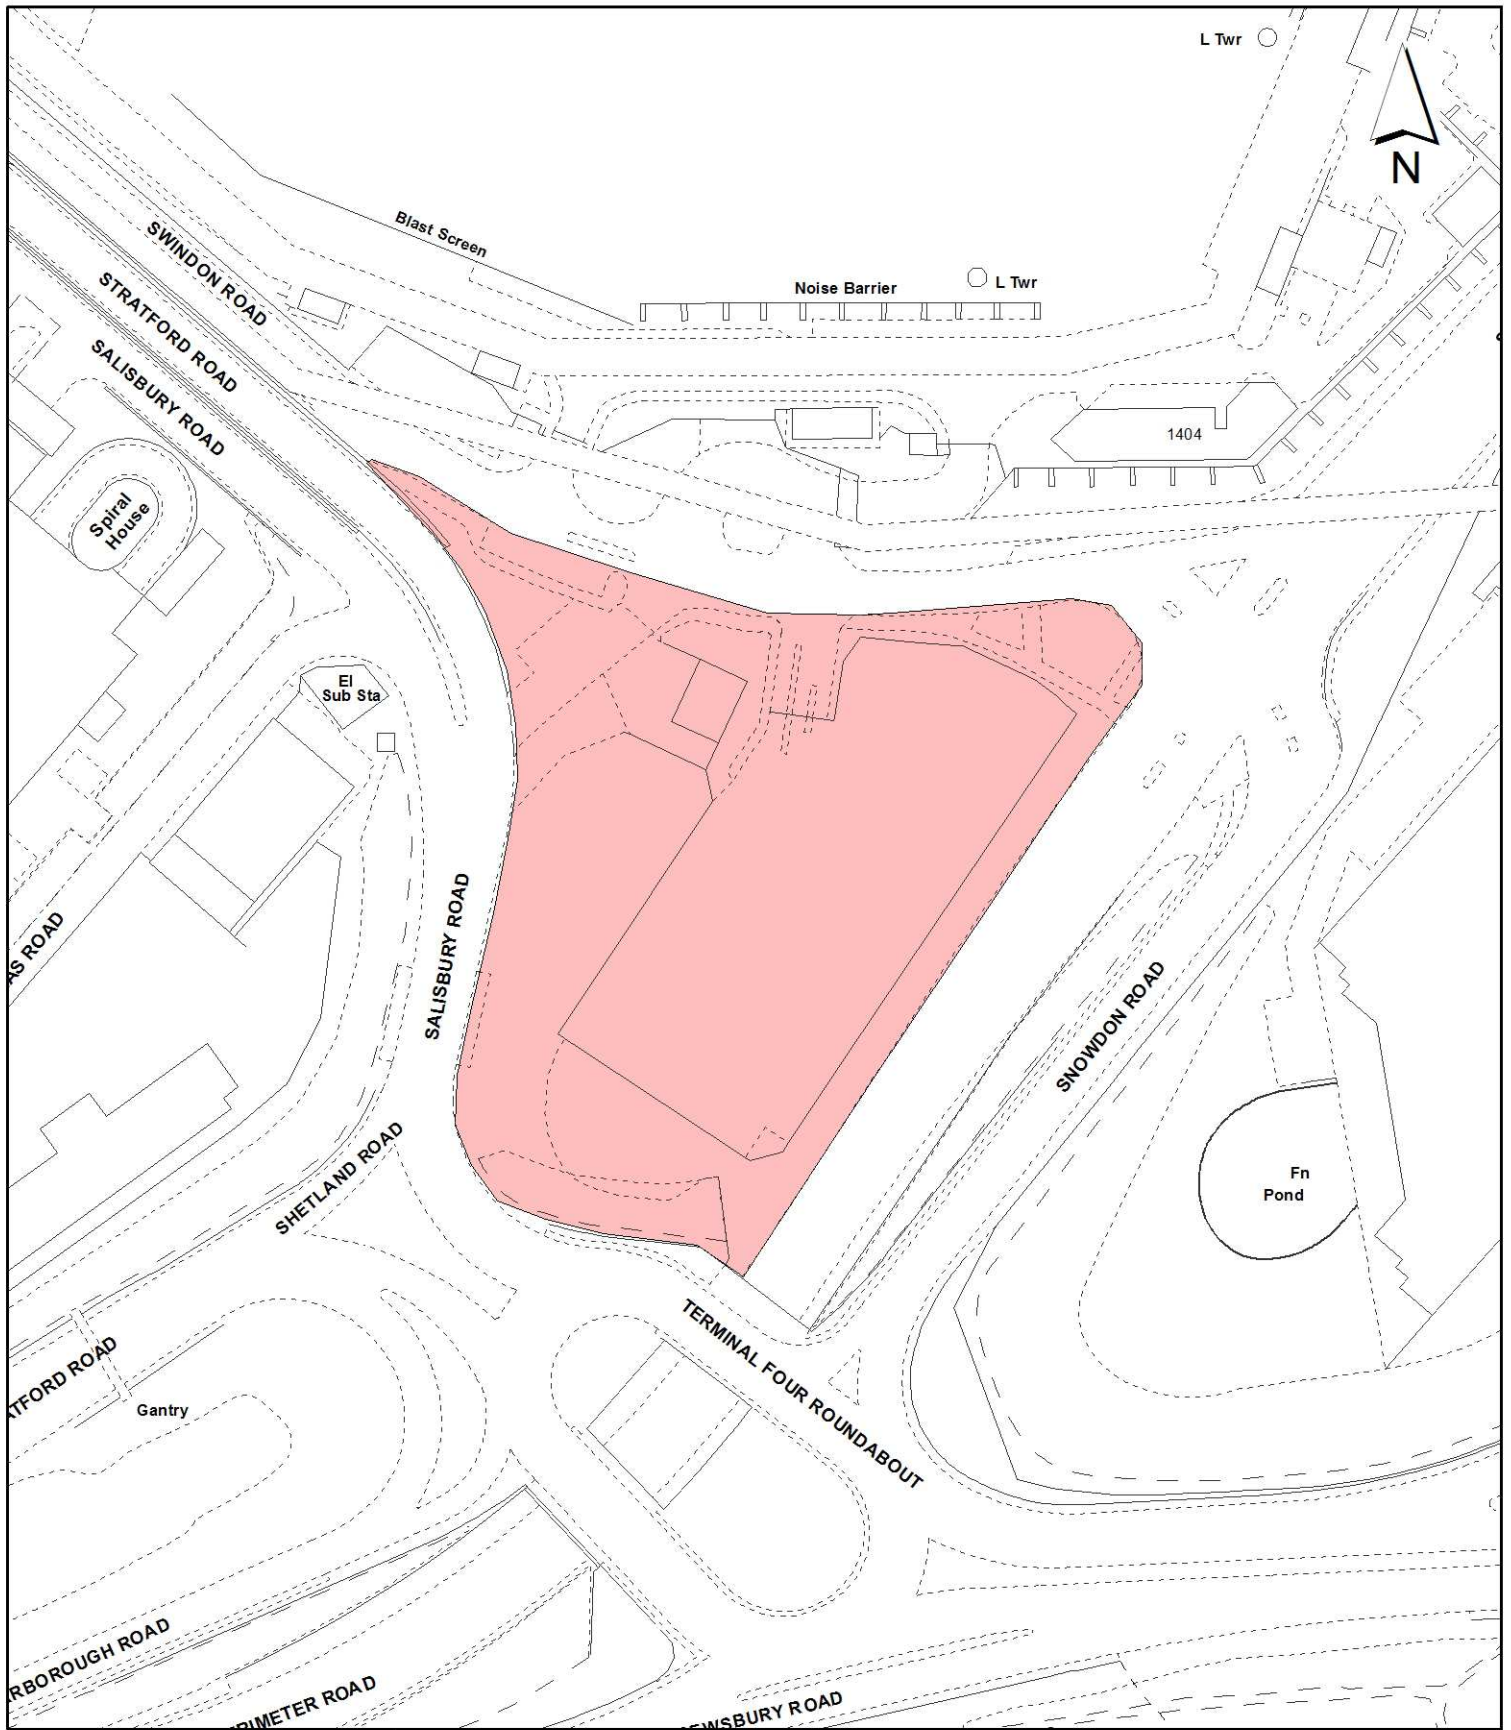 L Twr
N
Blast Screen
SWINDON ROAD
L Twr
Noise Barrier
STRATFORD ROAD
SALISBURY ROAD
1404
Spiral
House
El
Sub Sta
AS ROAD
SALISBURY ROAD
SNOWDON ROAD
SHETLAND ROAD
Fn
Pond
TERMINAL FOUR ROUNDABOUT
ATFORD ROAD
Gantry
RBOROUGH ROAD
RIMETER ROAD
EWSBURY ROAD